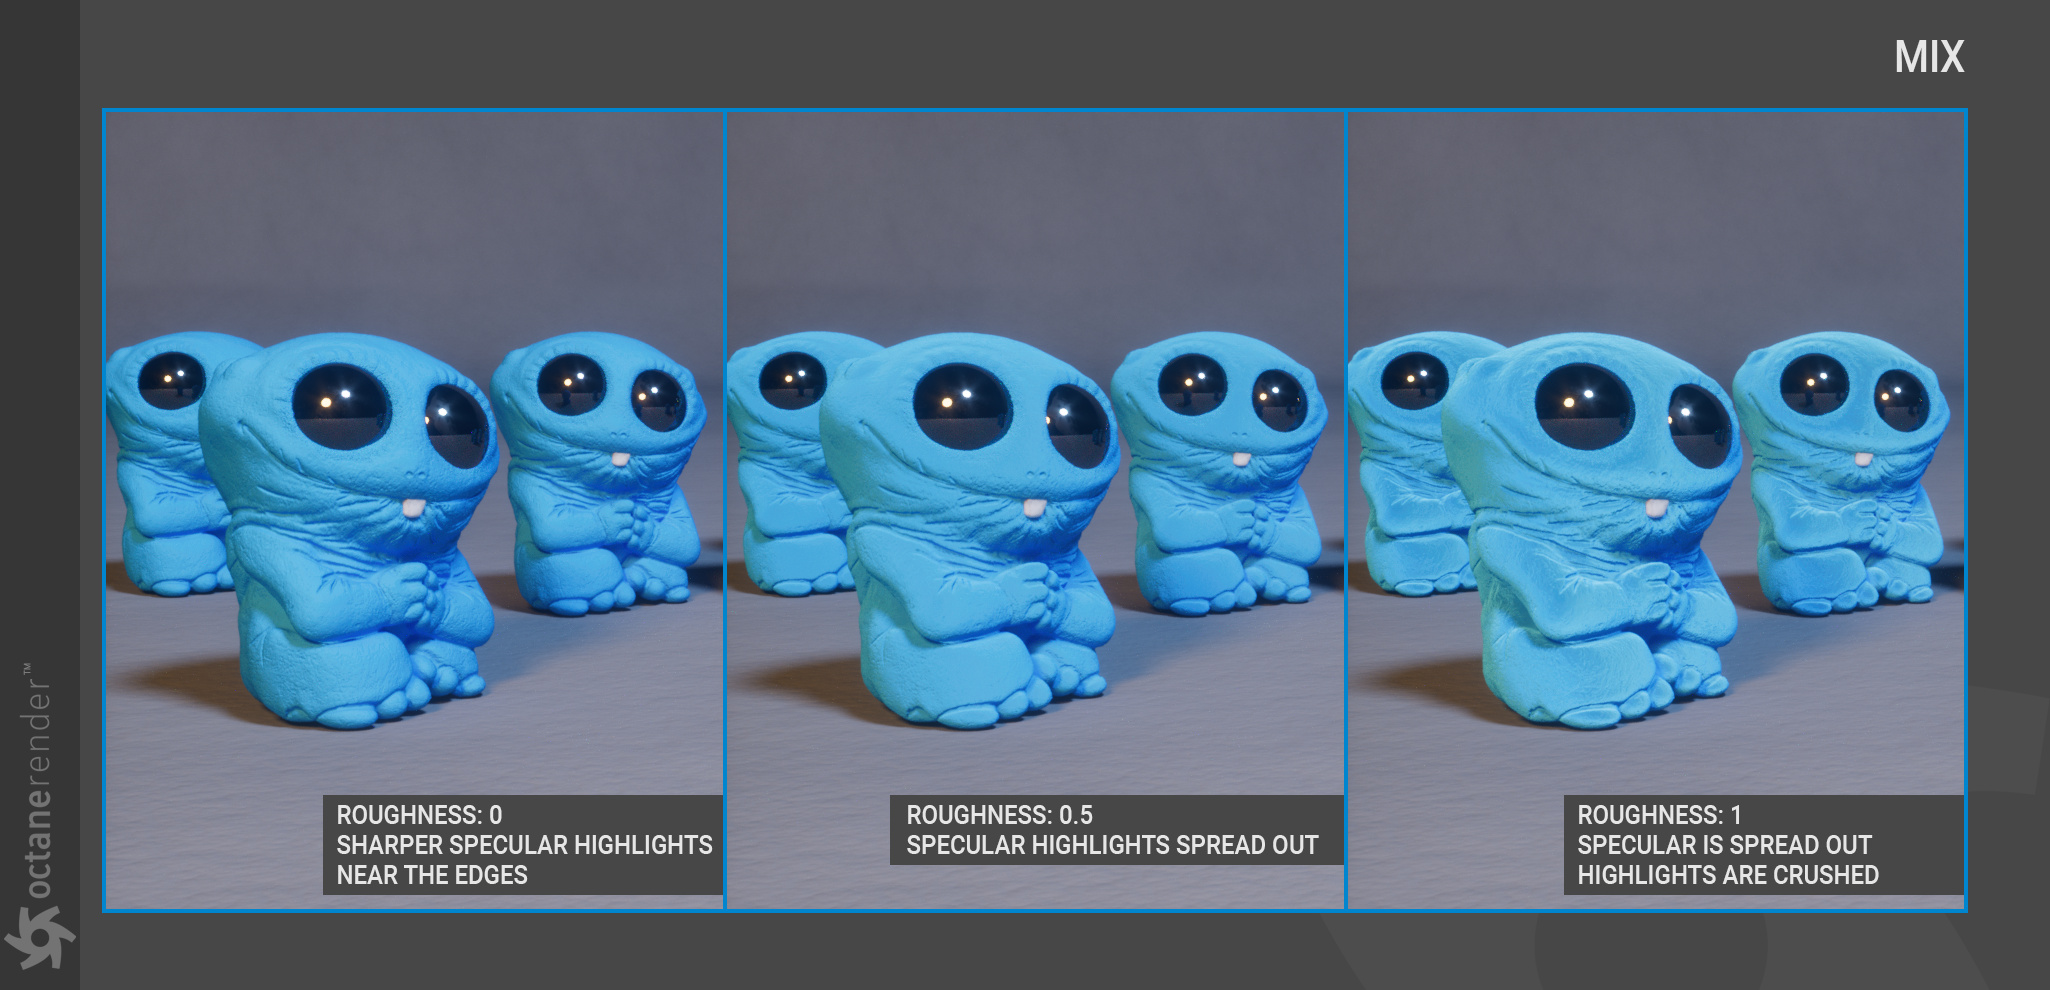 MIX
ROUGHNESS: 0
SHARPER SPECULAR HIGHLIGHTS
NEAR THE EDGES
ROUGHNESS: 0.5
SPECULAR HIGHLIGHTS SPREAD OUT
ROUGHNESS: 1
SPECULAR IS SPREAD OUT
HIGHLIGHTS ARE CRUSHED
octanerender™